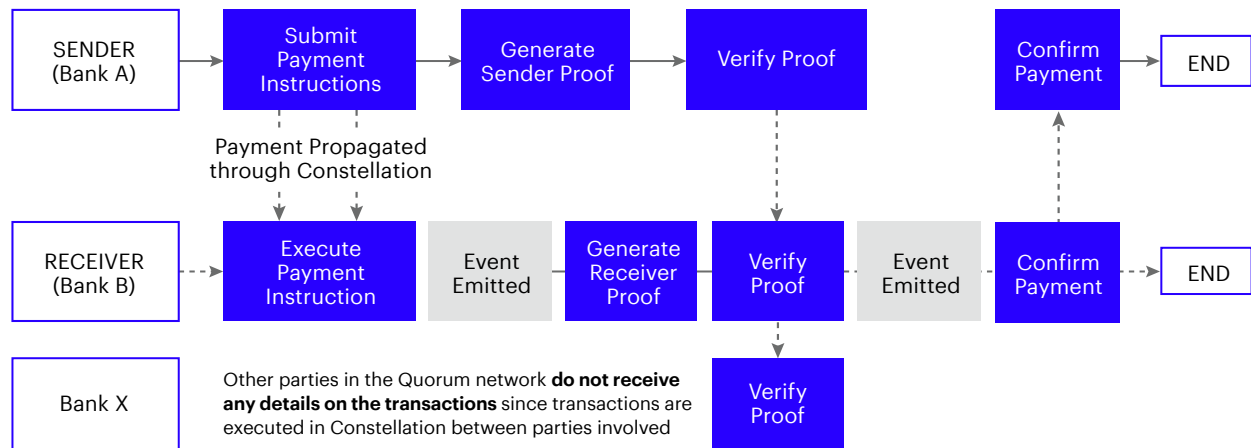 SENDER
(Bank A)
Submit
Payment
Instructions
Generate
Sender Proof
Verify Proof
Confirm
Payment
END
Payment Propagated
through Constellation
RECEIVER
(Bank B)
Execute
Payment
Instruction
Event
Emitted
Generate
Receiver
Proof
Verify
Proof
Event
Emitted
Confirm
Payment
END
Bank X
Other parties in the Quorum network do not receive
any details on the transactions since transactions are
executed in Constellation between parties involved
Verify
Proof